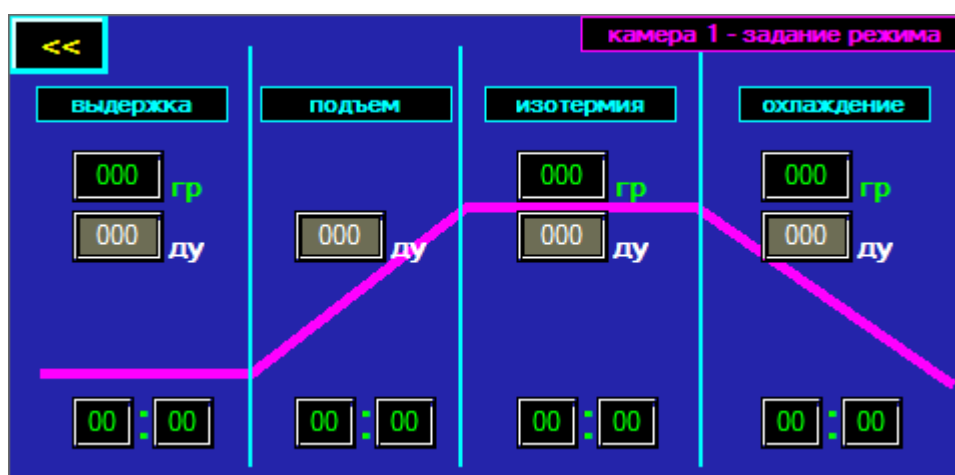 <<
камера 1 - задание режима
выдержка подъем изотермия охлаждение
000 гр 000 гр 000 гр
000 ду 000 ду 000 ду 000 ду
00 : 00 00 : 00 00 : 00 00 : 00